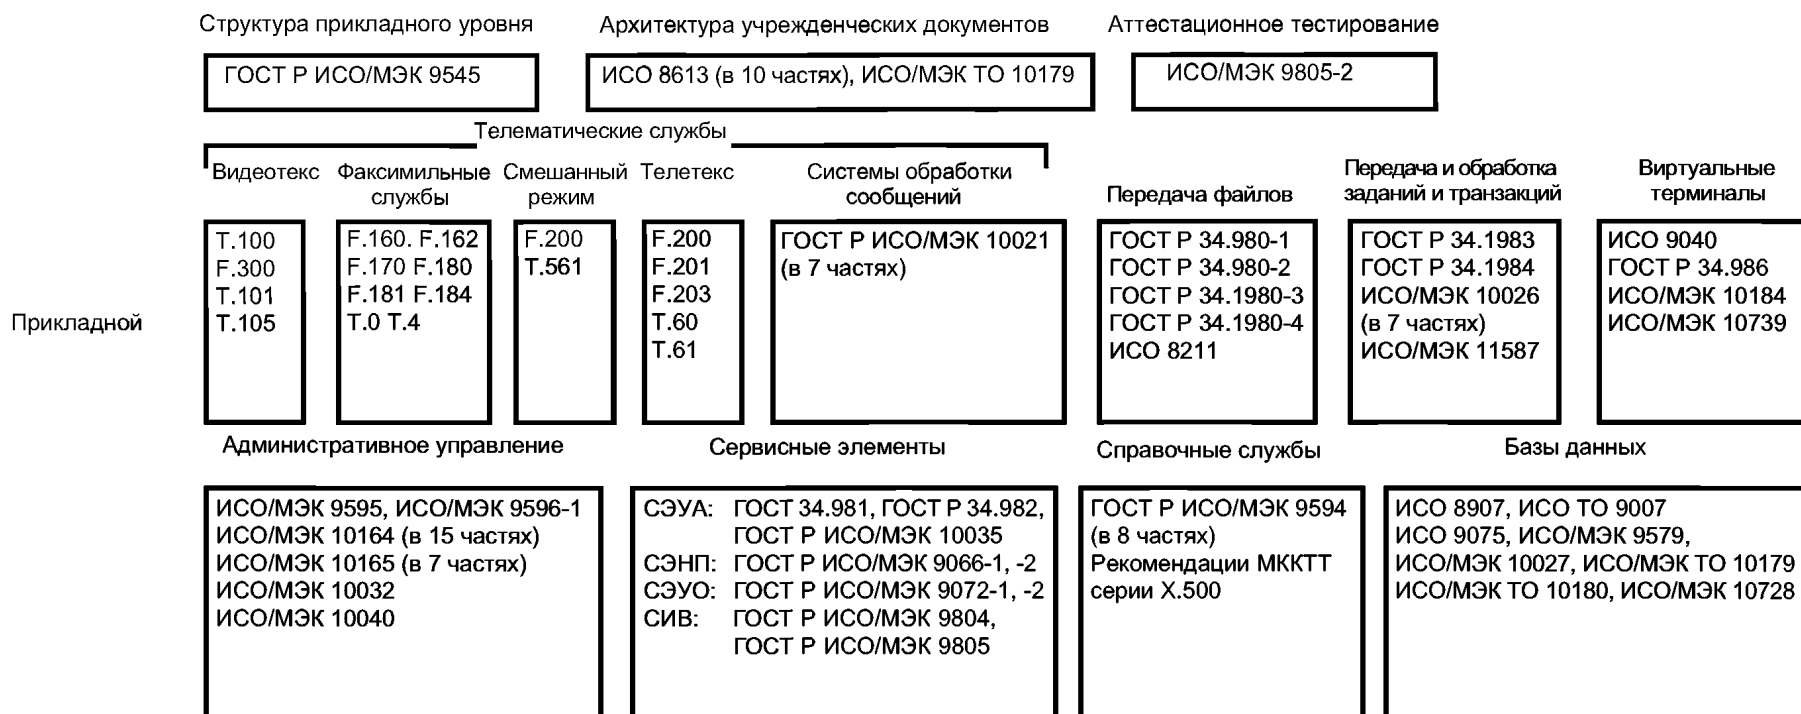 Структура прикладного уровня
Архитектура учрежденческих документов
Аттестационное тестирование
ГОСТ Р ИСО/МЭК 9545
ИСО 8613 (в 10 частях), ИСО/МЭК ТО 10179
ИСО/МЭК 9805-2
Телематические службы
Видеотекс
Факсимильные
службы
Смешанный
режим
Телетекс
Системы обработки
сообщений
Передача файлов
Передача и обработка
заданий и транзакций
Виртуальные
терминалы
Прикладной
T.100
F.300
T.101
T.105
F.160. F.162
F.170 F.180
F.181 F.184
T.0 T.4
F.200
T.561
F.200
F.201
F.203
T.60
T.61
ГОСТ Р ИСО/МЭК 10021
(в 7 частях)
ГОСТ Р 34.980-1
ГОСТ Р 34.980-2
ГОСТ Р 34.1980-3
ГОСТ Р 34.1980-4
ИСО 8211
ГОСТ Р 34.1983
ГОСТ Р 34.1984
ИСО/МЭК 10026
(в 7 частях)
ИСО/МЭК 11587
ИСО 9040
ГОСТ Р 34.986
ИСО/МЭК 10184
ИСО/МЭК 10739
Административное управление
Сервисные элементы
Справочные службы
Базы данных
ИСО/МЭК 9595, ИСО/МЭК 9596-1
ИСО/МЭК 10164 (в 15 частях)
ИСО/МЭК 10165 (в 7 частях)
ИСО/МЭК 10032
ИСО/МЭК 10040
СЭУА: ГОСТ 34.981, ГОСТ Р 34.982,
ГОСТ Р ИСО/МЭК 10035
СЭНП: ГОСТ Р ИСО/МЭК 9066-1, -2
СЭУО: ГОСТ Р ИСО/МЭК 9072-1, -2
СИВ: ГОСТ Р ИСО/МЭК 9804,
ГОСТ Р ИСО/МЭК 9805
ГОСТ Р ИСО/МЭК 9594
(в 8 частях)
Рекомендации МККТТ
серии X.500
ИСО 8907, ИСО ТО 9007
ИСО 9075, ИСО/МЭК 9579,
ИСО/МЭК 10027, ИСО/МЭК ТО 10179
ИСО/МЭК ТО 10180, ИСО/МЭК 10728